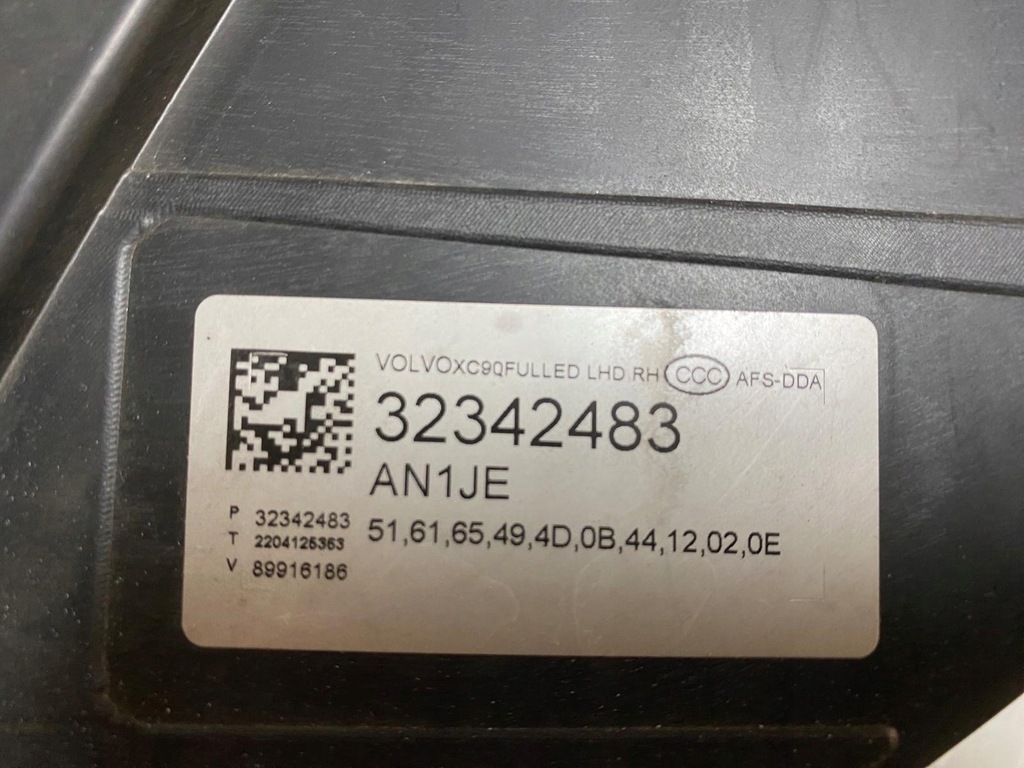 VOLVOXC90FULLED LHD RH CCC AFS-DDA
32342483
AN1JE
51,61,65,49,4D,0B,44,12,02,0E
P 32342483
T 2204125363
V 89916186